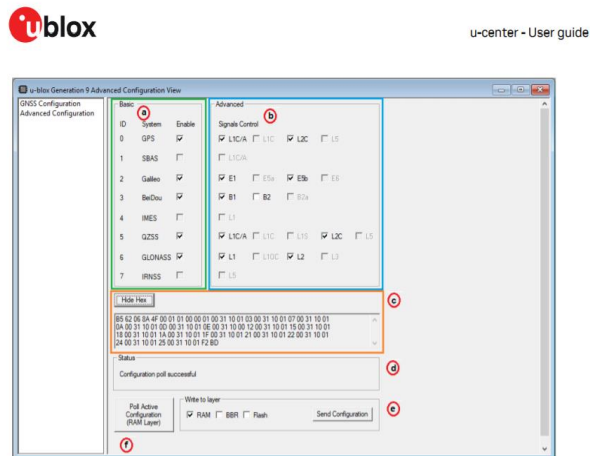 ublox
u-center - User guide
u-blox Generation 9 Advanced Configuration View
GNSS Configuration
Advanced Configuration
Basic
a
ID System Enable
0 GPS
1 SBAS
2 Galileo
3 BeiDou
4 IMES
5 QZSS
6 GLONASS
7 IRNSS
Advanced
b
Signals Control
L1C/A L1C L2C L5
L1C/A
E1 E5a E5b E6
B1 B2 B2a
L1
L1C/A L1C L1S L2C L5
L1 L1OC L2 L3
L5
Hide Hex
c
B5 62 06 8A 4F 00 01 01 00 00 01 00 31 10 01 03 00 31 10 01 07 00 31 10 01
0A 00 31 10 01 0D 00 31 10 01 0E 00 31 10 00 12 00 31 10 01 15 00 31 10 01
18 00 31 10 01 1A 00 31 10 01 1F 00 31 10 01 21 00 31 10 01 22 00 31 10 01
24 00 31 10 01 25 00 31 10 01 F2 BD
Status
d
Configuration poll successful
Poll Active
Configuration
(RAM Layer)
Write to layer
RAM BBR Flash Send Configuration
e
f